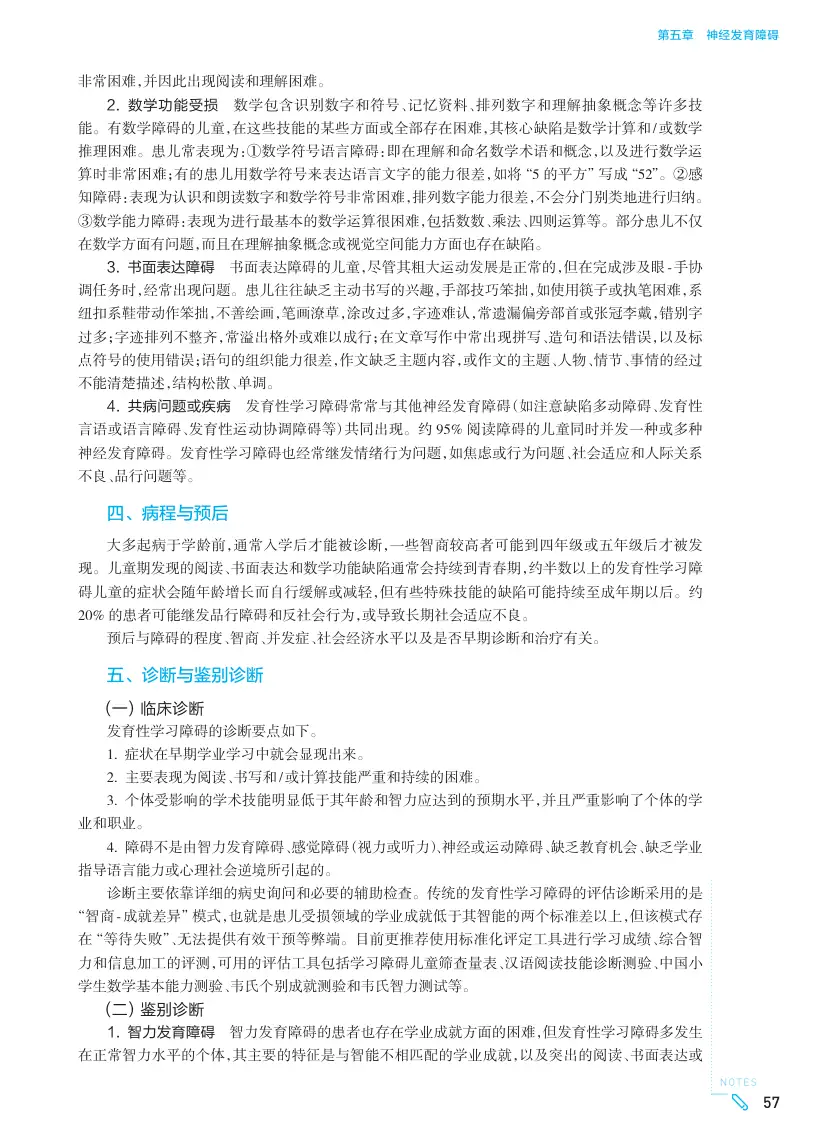 第五章　神经发育障碍
非常困难,并因此出现阅读和理解困难。
2. 数学功能受损　数学包含识别数字和符号、记忆资料、排列数字和理解抽象概念等许多技
能。有数学障碍的儿童,在这些技能的某些方面或全部存在困难,其核心缺陷是数学计算和/或数学
推理困难。患儿常表现为:①数学符号语言障碍:即在理解和命名数学术语和概念,以及进行数学运
算时非常困难;有的患儿用数学符号来表达语言文字的能力很差,如将 “5 的平方” 写成 “52”。②感
知障碍:表现为认识和朗读数字和数学符号非常困难,排列数字能力很差,不会分门别类地进行归纳。
③数学能力障碍:表现为进行最基本的数学运算很困难,包括数数、乘法、四则运算等。部分患儿不仅
在数学方面有问题,而且在理解抽象概念或视觉空间能力方面也存在缺陷。
3. 书面表达障碍　书面表达障碍的儿童,尽管其粗大运动发展是正常的,但在完成涉及眼-手协
调任务时,经常出现问题。患儿往往缺乏主动书写的兴趣,手部技巧笨拙,如使用筷子或执笔困难,系
纽扣系鞋带动作笨拙,不善绘画,笔画潦草,涂改过多,字迹难认,常遗漏偏旁部首或张冠李戴,错别字
过多;字迹排列不整齐,常溢出格外或难以成行;在文章写作中常出现拼写、造句和语法错误,以及标
点符号的使用错误;语句的组织能力很差,作文缺乏主题内容,或作文的主题、人物、情节、事情的经过
不能清楚描述,结构松散、单调。
4. 共病问题或疾病　发育性学习障碍常常与其他神经发育障碍(如注意缺陷多动障碍、发育性
言语或语言障碍、发育性运动协调障碍等)共同出现。约 95% 阅读障碍的儿童同时并发一种或多种
神经发育障碍。发育性学习障碍也经常继发情绪行为问题,如焦虑或行为问题、社会适应和人际关系
不良、品行问题等。
四、病程与预后
大多起病于学龄前,通常入学后才能被诊断,一些智商较高者可能到四年级或五年级后才被发
现。儿童期发现的阅读、书面表达和数学功能缺陷通常会持续到青春期,约半数以上的发育性学习障
碍儿童的症状会随年龄增长而自行缓解或减轻,但有些特殊技能的缺陷可能持续至成年期以后。约
20% 的患者可能继发品行障碍和反社会行为,或导致长期社会适应不良。
预后与障碍的程度、智商、并发症、社会经济水平以及是否早期诊断和治疗有关。
五、诊断与鉴别诊断
(一) 临床诊断
发育性学习障碍的诊断要点如下。
1. 症状在早期学业学习中就会显现出来。
2. 主要表现为阅读、书写和/或计算技能严重和持续的困难。
3. 个体受影响的学术技能明显低于其年龄和智力应达到的预期水平,并且严重影响了个体的学
业和职业。
4. 障碍不是由智力发育障碍、感觉障碍(视力或听力)、神经或运动障碍、缺乏教育机会、缺乏学业
指导语言能力或心理社会逆境所引起的。
诊断主要依靠详细的病史询问和必要的辅助检查。传统的发育性学习障碍的评估诊断采用的是
“智商-成就差异” 模式,也就是患儿受损领域的学业成就低于其智能的两个标准差以上,但该模式存
在 “等待失败”、无法提供有效干预等弊端。目前更推荐使用标准化评定工具进行学习成绩、综合智
力和信息加工的评测,可用的评估工具包括学习障碍儿童筛查量表、汉语阅读技能诊断测验、中国小
学生数学基本能力测验、韦氏个别成就测验和韦氏智力测试等。
(二) 鉴别诊断
1. 智力发育障碍　智力发育障碍的患者也存在学业成就方面的困难,但发育性学习障碍多发生
在正常智力水平的个体,其主要的特征是与智能不相匹配的学业成就,以及突出的阅读、书面表达或
NOTES
57